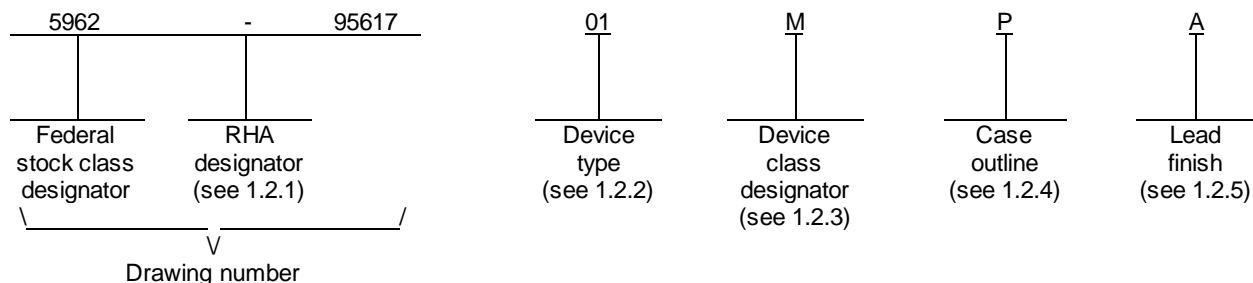 5962 - 95617 01 M P A
Federal stock class designator
RHA designator (see 1.2.1)
Device type (see 1.2.2)
Device class designator (see 1.2.3)
Case outline (see 1.2.4)
Lead finish (see 1.2.5)
Drawing number